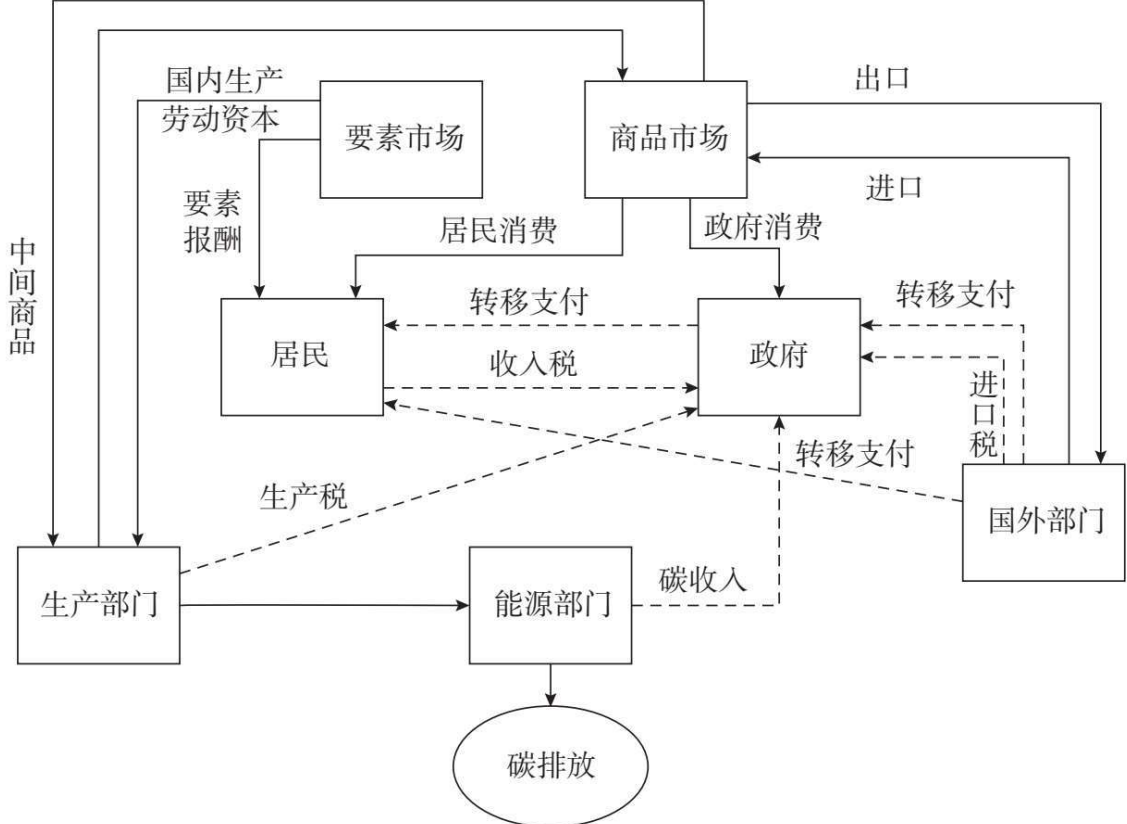 国内生产
劳动资本
要素市场
商品市场
出口
进口
要素
报酬
居民消费
政府消费
中间商品
居民
转移支付
收入税
政府
转移支付
进口税
转移支付
生产税
国外部门
生产部门
能源部门
碳收入
碳排放